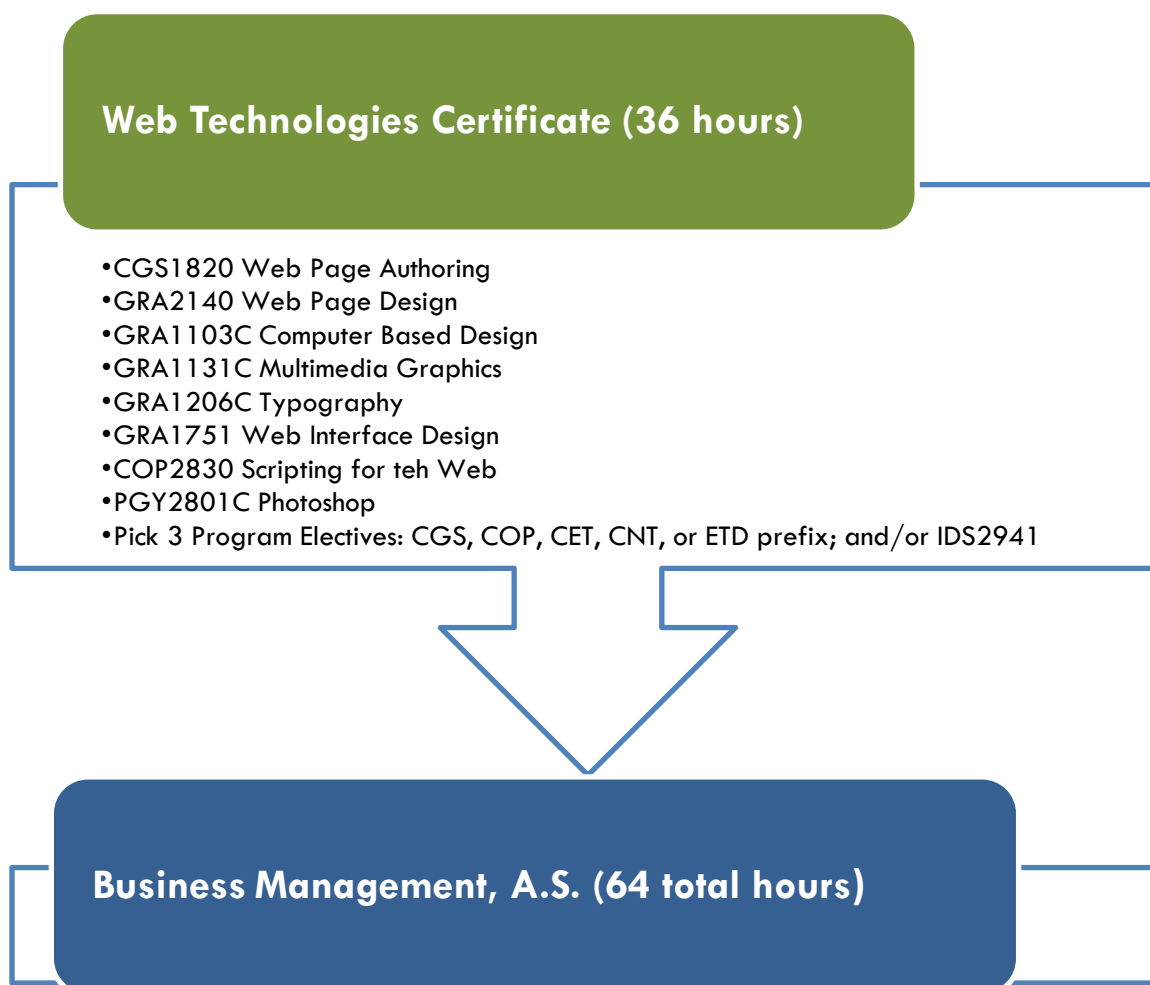 Web Technologies Certificate (36 hours)
•CGS1820 Web Page Authoring
•GRA2140 Web Page Design
•GRA1103C Computer Based Design
•GRA1131C Multimedia Graphics
•GRA1206C Typography
•GRA1751 Web Interface Design
•COP2830 Scripting for teh Web
•PGY2801C Photoshop
•Pick 3 Program Electives: CGS, COP, CET, CNT, or ETD prefix; and/or IDS2941
Business Management, A.S. (64 total hours)